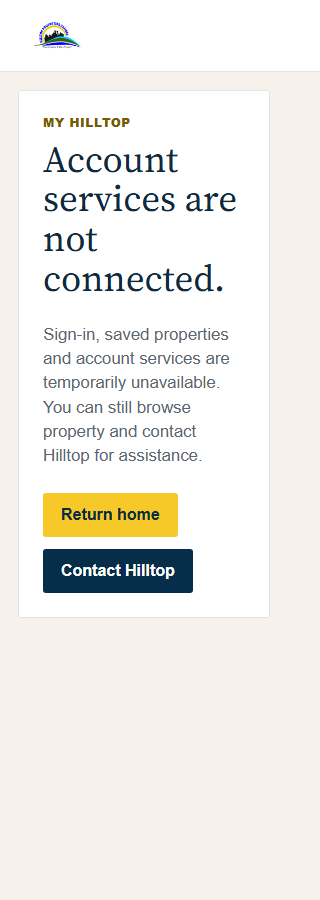 MY HILLTOP
Account
services are
not
connected.
Sign-in, saved properties
and account services are
temporarily unavailable.
You can still browse
property and contact
Hilltop for assistance.
Return home
Contact Hilltop